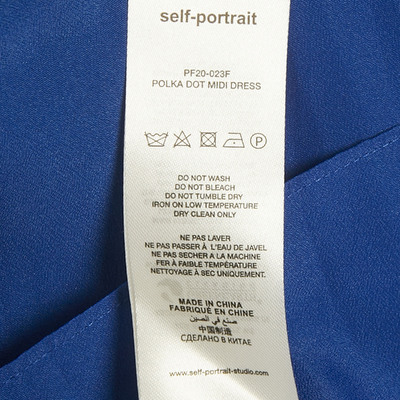 self-portrait
PF20-023F
POLKA DOT MIDI DRESS
P
DO NOT WASH
DO NOT BLEACH
DO NOT TUMBLE DRY
IRON ON LOW TEMPERATURE
DRY CLEAN ONLY
NE PAS LAVER
NE PAS PASSER À L'EAU DE JAVEL
NE PAS SECHER A LA MACHINE
FER À FAIBLE TEMPÉRATURE
NETTOYAGE À SEC UNIQUEMENT.
MADE IN CHINA
FABRIQUÉ EN CHINE
صنع في الصين
中国制造
СДЕЛАНО В КИТАЕ
www.self-portrait-studio.com